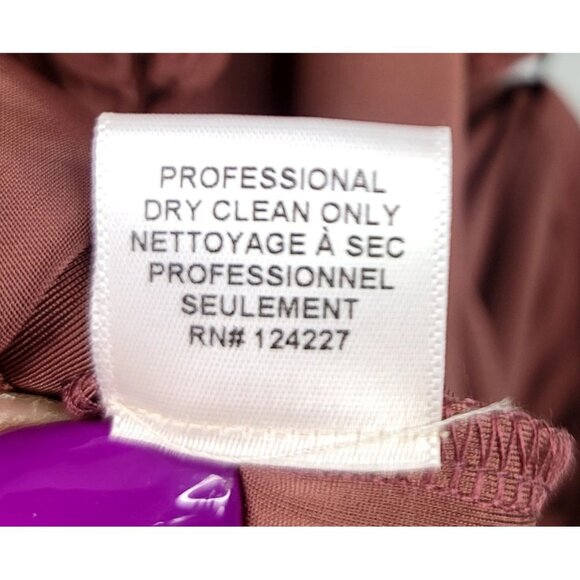 PROFESSIONAL
DRY CLEAN ONLY
NETTOYAGE À SEC
PROFESSIONNEL
SEULEMENT
RN# 124227